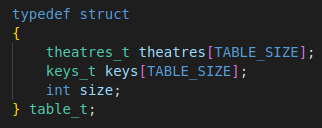 typedef struct
{
    theatres_t theatres[TABLE_SIZE];
    keys_t keys[TABLE_SIZE];
    int size;
} table_t;